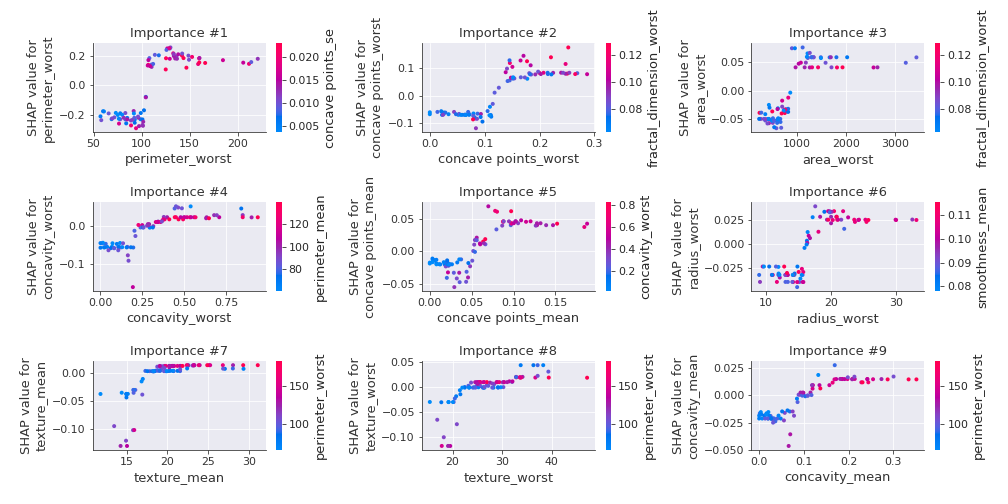 Importance #1
SHAP value for
perimeter_worst
0.2
0.0
−0.2
50
100
150
200
perimeter_worst
0.020
0.015
0.010
0.005
concave points_se
Importance #2
SHAP value for
concave points_worst
0.1
0.0
−0.1
0.0
0.1
0.2
0.3
concave points_worst
0.12
0.10
0.08
fractal_dimension_worst
Importance #3
SHAP value for
area_worst
0.05
0.00
−0.05
1000
2000
3000
area_worst
0.12
0.10
0.08
fractal_dimension_worst
Importance #4
SHAP value for
concavity_worst
0.0
−0.1
0.00
0.25
0.50
0.75
concavity_worst
120
100
80
perimeter_mean
Importance #5
SHAP value for
concave points_mean
0.05
0.00
−0.05
0.00
0.05
0.10
0.15
concave points_mean
0.8
0.6
0.4
0.2
concavity_worst
Importance #6
SHAP value for
radius_worst
0.025
0.000
−0.025
10
20
30
radius_worst
0.11
0.10
0.09
0.08
smoothness_mean
Importance #7
SHAP value for
texture_mean
0.00
−0.05
−0.10
15
20
25
30
texture_mean
150
100
perimeter_worst
Importance #8
SHAP value for
texture_worst
0.05
0.00
−0.05
−0.10
20
40
texture_worst
150
100
perimeter_worst
Importance #9
SHAP value for
concavity_mean
0.025
0.000
−0.025
−0.050
0.0
0.1
0.2
0.3
concavity_mean
150
100
perimeter_worst